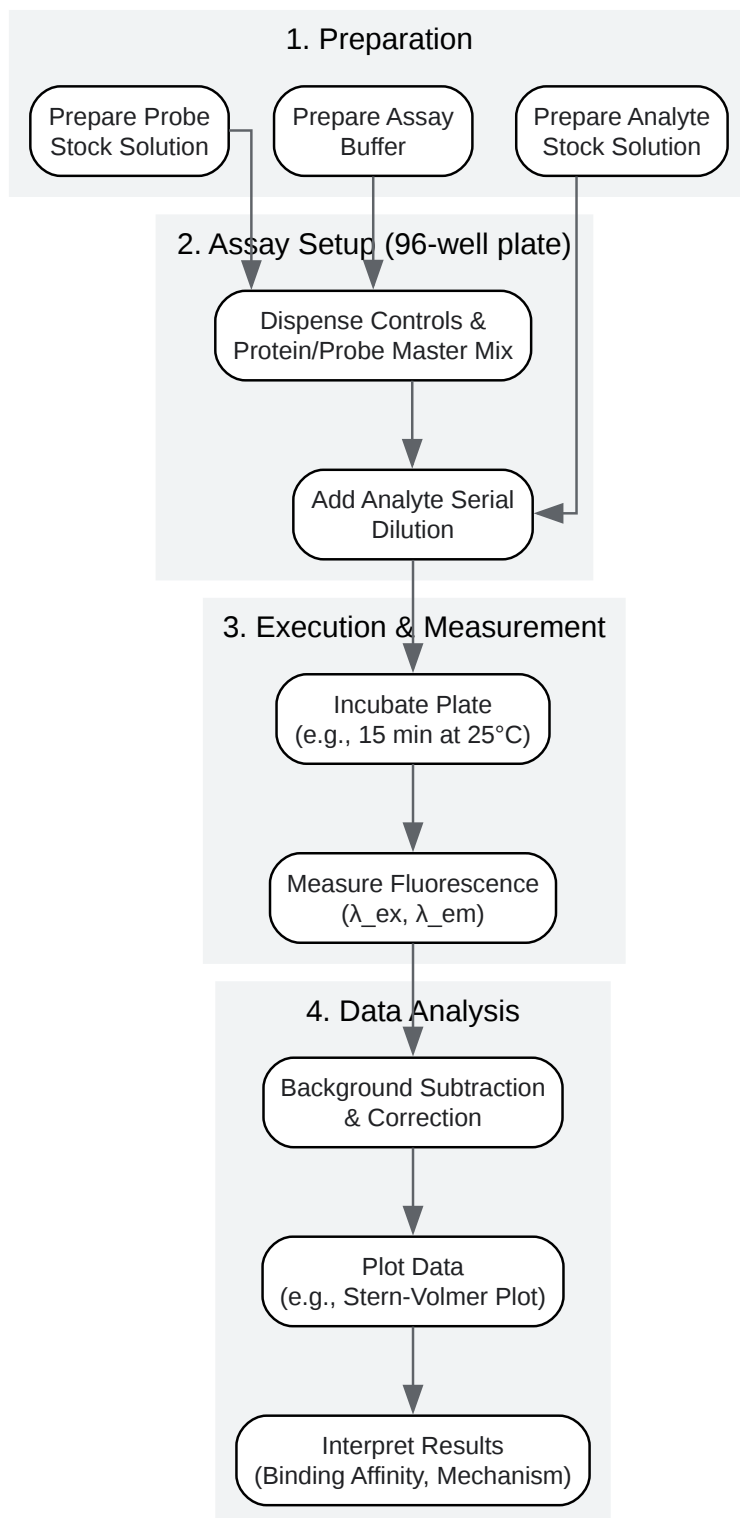 1. Preparation
Prepare Probe
Stock Solution
Prepare Assay
Buffer
Prepare Analyte
Stock Solution
2. Assay Setup (96-well plate)
Dispense Controls &
Protein/Probe Master Mix
Add Analyte Serial
Dilution
3. Execution & Measurement
Incubate Plate
(e.g., 15 min at 25°C)
Measure Fluorescence
(λ_ex, λ_em)
4. Data Analysis
Background Subtraction
& Correction
Plot Data
(e.g., Stern-Volmer Plot)
Interpret Results
(Binding Affinity, Mechanism)